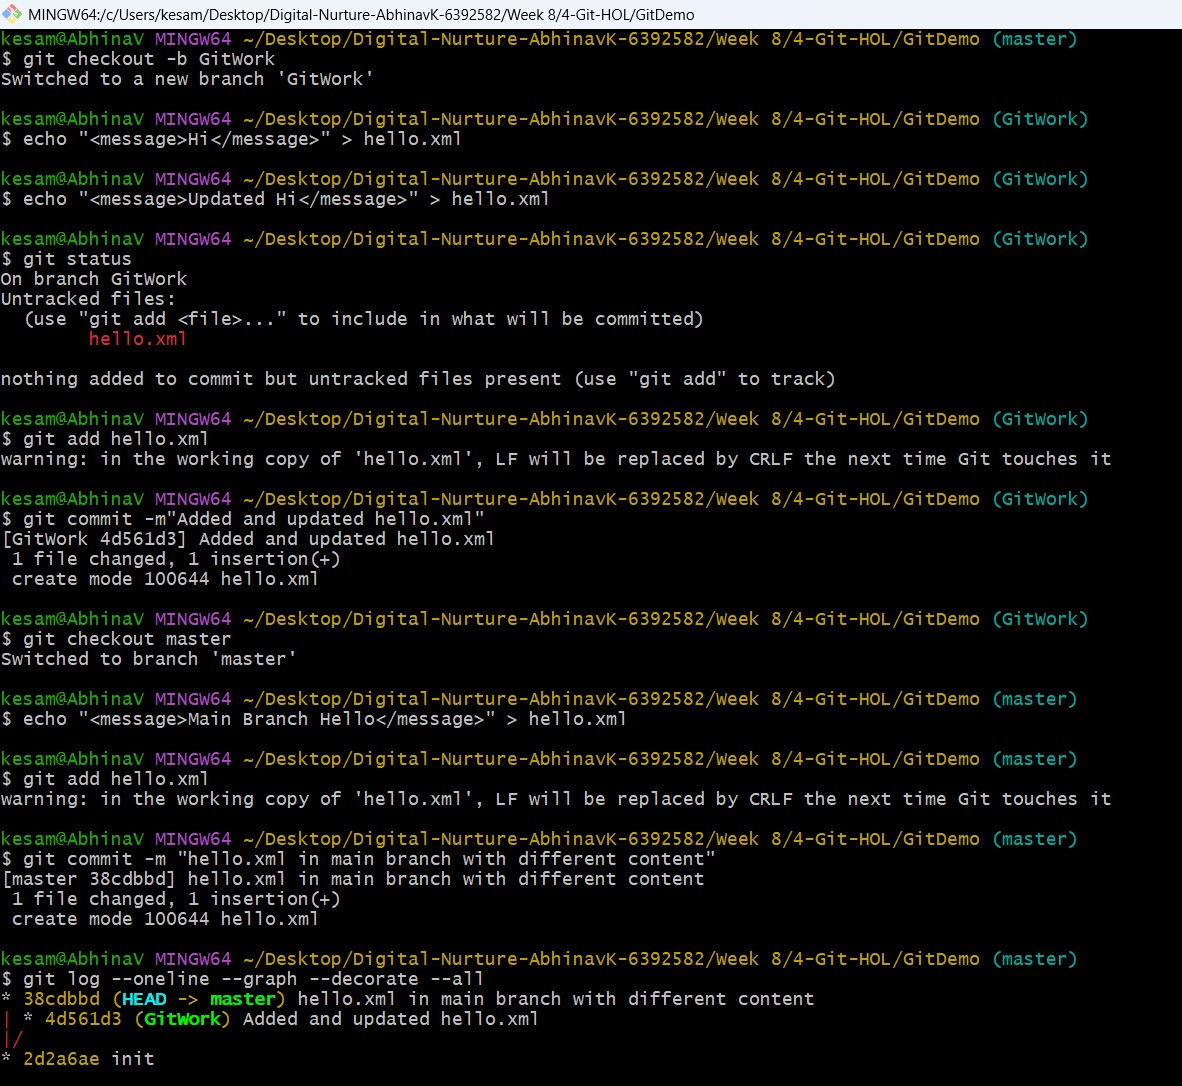 MINGW64:/c/Users/kesam/Desktop/Digital-Nurture-AbhinavK-6392582/Week 8/4-Git-HOL/GitDemo
kesam@AbhinaV MINGW64 ~/Desktop/Digital-Nurture-AbhinavK-6392582/Week 8/4-Git-HOL/GitDemo (master)
$ git checkout -b GitWork
Switched to a new branch 'GitWork'
kesam@AbhinaV MINGW64 ~/Desktop/Digital-Nurture-AbhinavK-6392582/Week 8/4-Git-HOL/GitDemo (GitWork)
$ echo "<message>Hi</message>" > hello.xml
kesam@AbhinaV MINGW64 ~/Desktop/Digital-Nurture-AbhinavK-6392582/Week 8/4-Git-HOL/GitDemo (GitWork)
$ echo "<message>Updated Hi</message>" > hello.xml
kesam@AbhinaV MINGW64 ~/Desktop/Digital-Nurture-AbhinavK-6392582/Week 8/4-Git-HOL/GitDemo (GitWork)
$ git status
On branch GitWork
Untracked files:
  (use "git add <file>..." to include in what will be committed)
        hello.xml
nothing added to commit but untracked files present (use "git add" to track)
kesam@AbhinaV MINGW64 ~/Desktop/Digital-Nurture-AbhinavK-6392582/Week 8/4-Git-HOL/GitDemo (GitWork)
$ git add hello.xml
warning: in the working copy of 'hello.xml', LF will be replaced by CRLF the next time Git touches it
kesam@AbhinaV MINGW64 ~/Desktop/Digital-Nurture-AbhinavK-6392582/Week 8/4-Git-HOL/GitDemo (GitWork)
$ git commit -m"Added and updated hello.xml"
[GitWork 4d561d3] Added and updated hello.xml
 1 file changed, 1 insertion(+)
 create mode 100644 hello.xml
kesam@AbhinaV MINGW64 ~/Desktop/Digital-Nurture-AbhinavK-6392582/Week 8/4-Git-HOL/GitDemo (GitWork)
$ git checkout master
Switched to branch 'master'
kesam@AbhinaV MINGW64 ~/Desktop/Digital-Nurture-AbhinavK-6392582/Week 8/4-Git-HOL/GitDemo (master)
$ echo "<message>Main Branch Hello</message>" > hello.xml
kesam@AbhinaV MINGW64 ~/Desktop/Digital-Nurture-AbhinavK-6392582/Week 8/4-Git-HOL/GitDemo (master)
$ git add hello.xml
warning: in the working copy of 'hello.xml', LF will be replaced by CRLF the next time Git touches it
kesam@AbhinaV MINGW64 ~/Desktop/Digital-Nurture-AbhinavK-6392582/Week 8/4-Git-HOL/GitDemo (master)
$ git commit -m "hello.xml in main branch with different content"
[master 38cdbbd] hello.xml in main branch with different content
 1 file changed, 1 insertion(+)
 create mode 100644 hello.xml
kesam@AbhinaV MINGW64 ~/Desktop/Digital-Nurture-AbhinavK-6392582/Week 8/4-Git-HOL/GitDemo (master)
$ git log --oneline --graph --decorate --all
* 38cdbbd (HEAD -> master) hello.xml in main branch with different content
| * 4d561d3 (GitWork) Added and updated hello.xml
|/
* 2d2a6ae init